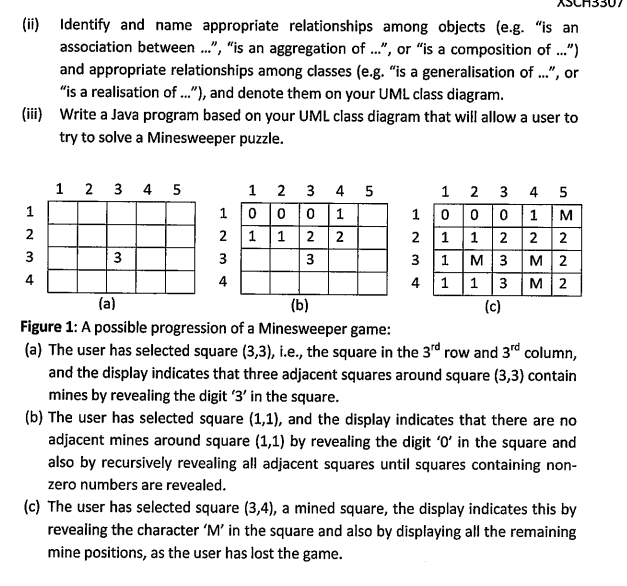 XSCH3307
(ii) Identify and name appropriate relationships among objects (e.g. "is an
association between ...", "is an aggregation of ...", or "is a composition of ...")
and appropriate relationships among classes (e.g. "is a generalisation of ...", or
"is a realisation of ..."), and denote them on your UML class diagram.
(iii) Write a Java program based on your UML class diagram that will allow a user to
try to solve a Minesweeper puzzle.
1 2 3 4 5
1
2
3 3
4
(a)
1 2 3 4 5
1 0 0 0 1
2 1 1 2 2
3 3
4
(b)
1 2 3 4 5
1 0 0 0 1 M
2 1 1 2 2 2
3 1 M 3 M 2
4 1 1 3 M 2
(c)
Figure 1: A possible progression of a Minesweeper game:
(a) The user has selected square (3,3), i.e., the square in the 3rd row and 3rd column,
and the display indicates that three adjacent squares around square (3,3) contain
mines by revealing the digit '3' in the square.
(b) The user has selected square (1,1), and the display indicates that there are no
adjacent mines around square (1,1) by revealing the digit '0' in the square and
also by recursively revealing all adjacent squares until squares containing non-
zero numbers are revealed.
(c) The user has selected square (3,4), a mined square, the display indicates this by
revealing the character 'M' in the square and also by displaying all the remaining
mine positions, as the user has lost the game.